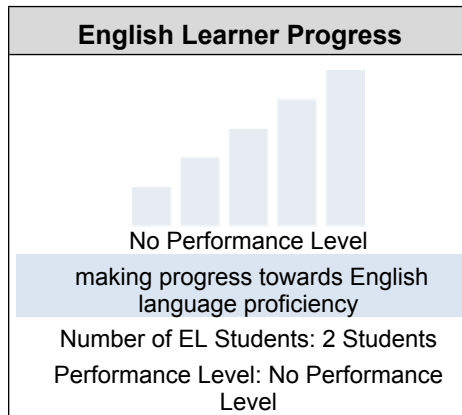 English Learner Progress
No Performance Level
making progress towards English
language proficiency
Number of EL Students: 2 Students
Performance Level: No Performance
Level